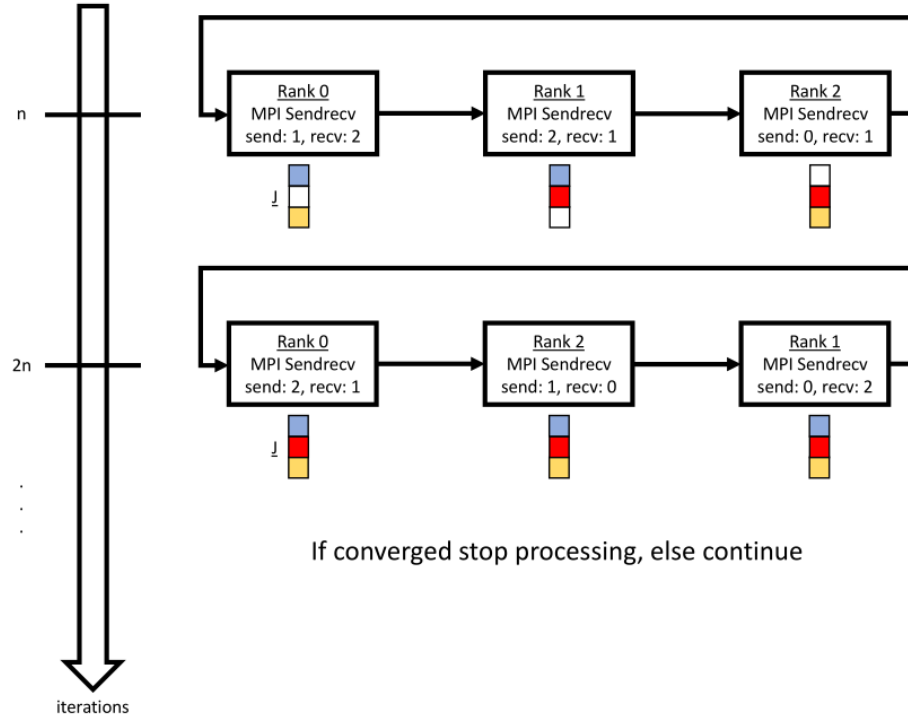 n
Rank 0
MPI Sendrecv
send: 1, recv: 2
Rank 1
MPI Sendrecv
send: 2, recv: 1
Rank 2
MPI Sendrecv
send: 0, recv: 1
J
2n
Rank 0
MPI Sendrecv
send: 2, recv: 1
Rank 2
MPI Sendrecv
send: 1, recv: 0
Rank 1
MPI Sendrecv
send: 0, recv: 2
J
.
.
.
If converged stop processing, else continue
iterations